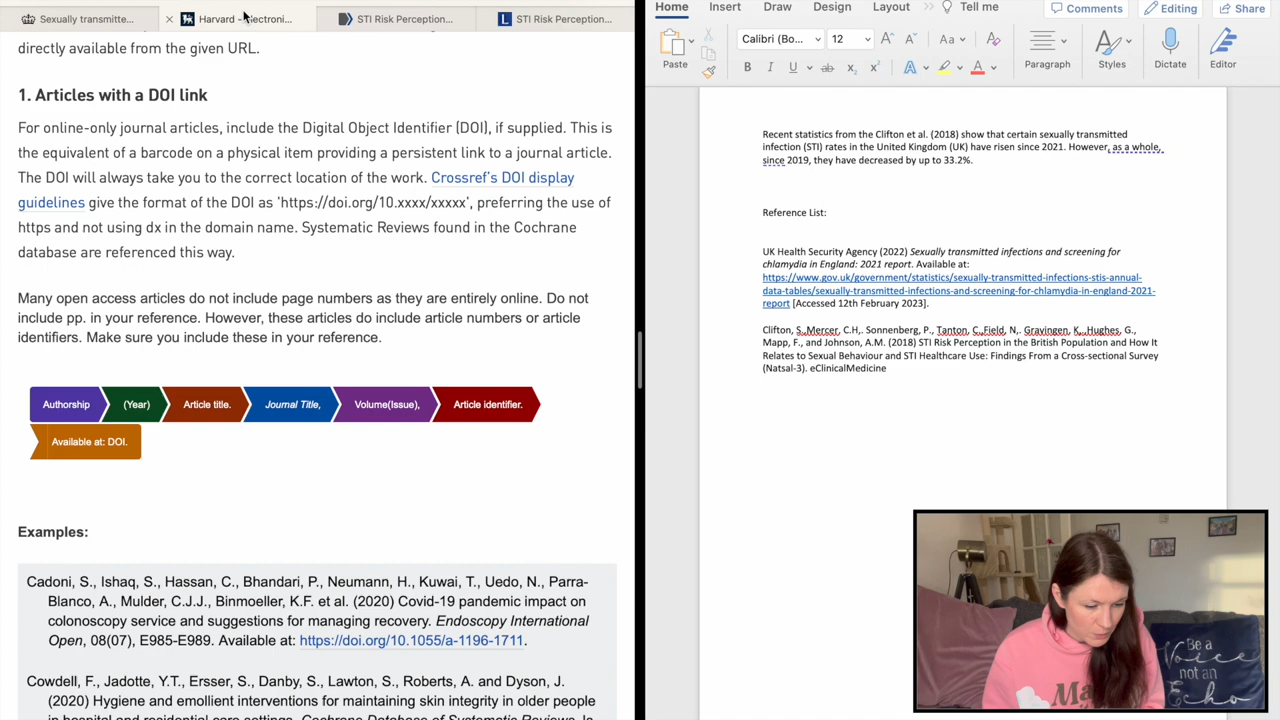 Sexually transmitte...
Harvard - electroni...
STI Risk Perception...
STI Risk Perception...
directly available from the given URL.
1. Articles with a DOI link
For online-only journal articles, include the Digital Object Identifier (DOI), if supplied. This is
the equivalent of a barcode on a physical item providing a persistent link to a journal article.
The DOI will always take you to the correct location of the work. Crossref's DOI display
guidelines give the format of the DOI as 'https://doi.org/10.xxxx/xxxxx', preferring the use of
https and not using dx in the domain name. Systematic Reviews found in the Cochrane
database are referenced this way.
Many open access articles do not include page numbers as they are entirely online. Do not
include pp. in your reference. However, these articles do include article numbers or article
identifiers. Make sure you include these in your reference.
Authorship (Year) Article title. Journal Title, Volume(Issue), Article identifier.
Available at: DOI.
Examples:
Cadoni, S., Ishaq, S., Hassan, C., Bhandari, P., Neumann, H., Kuwai, T., Uedo, N., Parra-
Blanco, A., Mulder, C.J.J., Binmoeller, K.F. et al. (2020) Covid-19 pandemic impact on
colonoscopy service and suggestions for managing recovery. Endoscopy International
Open, 08(07), E985-E989. Available at: https://doi.org/10.1055/a-1196-1711.
Cowdell, F., Jadotte, Y.T., Ersser, S., Danby, S., Lawton, S., Roberts, A. and Dyson, J.
(2020) Hygiene and emollient interventions for maintaining skin integrity in older people
Home Insert Draw Design Layout >> Tell me
Comments Editing Share
Paste
Calibri (Bo... 12
Aa
B I U ab x₂ x² A A
Paragraph Styles Dictate Editor
Recent statistics from the Clifton et al. (2018) show that certain sexually transmitted
infection (STI) rates in the United Kingdom (UK) have risen since 2021. However, as a whole,
since 2019, they have decreased by up to 33.2%.
Reference List:
UK Health Security Agency (2022) Sexually transmitted infections and screening for
chlamydia in England: 2021 report. Available at:
https://www.gov.uk/government/statistics/sexually-transmitted-infections-stis-annual-
data-tables/sexually-transmitted-infections-and-screening-for-chlamydia-in-england-2021-
report [Accessed 12th February 2023].
Clifton, S.,Mercer, C.H,. Sonnenberg, P., Tanton, C.,Field, N,. Gravingen, K.,Hughes, G.,
Mapp, F., and Johnson, A.M. (2018) STI Risk Perception in the British Population and How It
Relates to Sexual Behaviour and STI Healthcare Use: Findings From a Cross-sectional Survey
(Natsal-3). eClinicalMedicine
Be a
Voice
not an
Echo